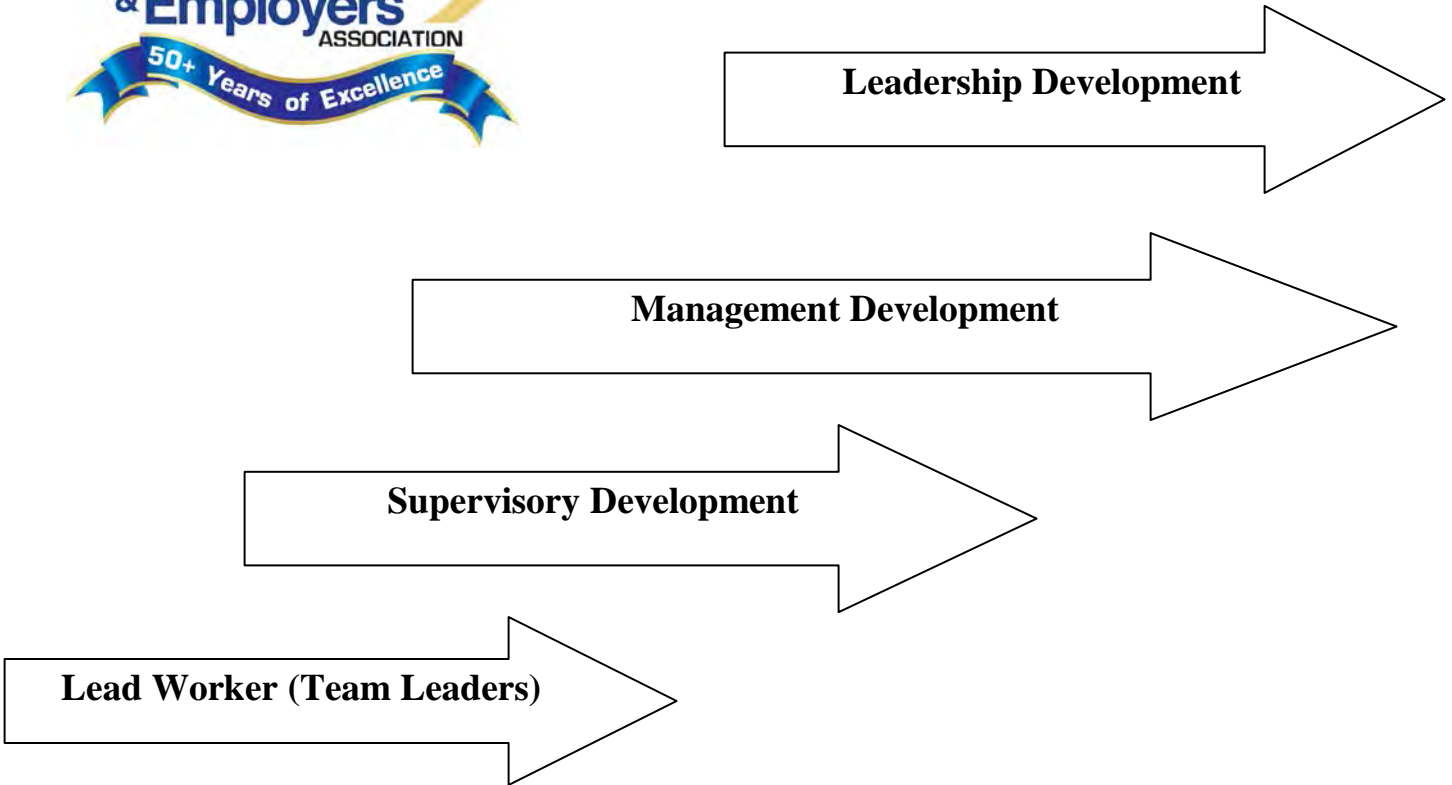 & Employers
ASSOCIATION
50+ Years of Excellence
Leadership Development
Management Development
Supervisory Development
Lead Worker (Team Leaders)